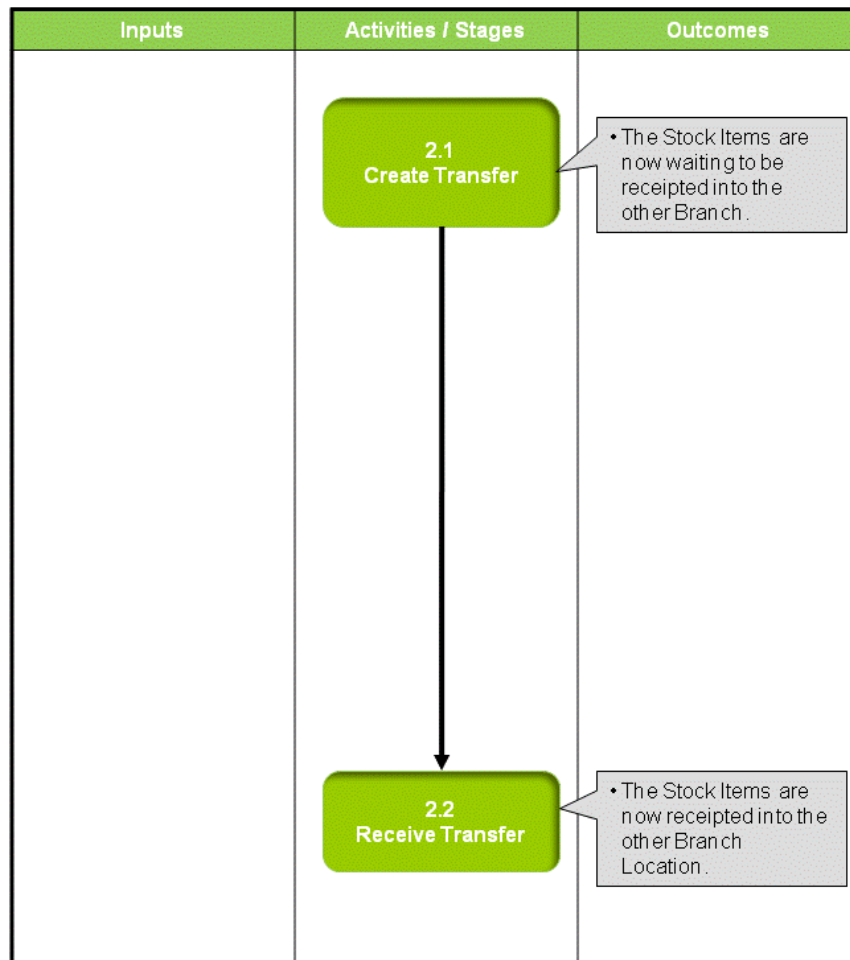 Inputs
Activities / Stages
Outcomes
2.1
Create Transfer
• The Stock Items are
now waiting to be
receipted into the
other Branch.
2.2
Receive Transfer
• The Stock Items are
now receipted into the
other Branch
Location.